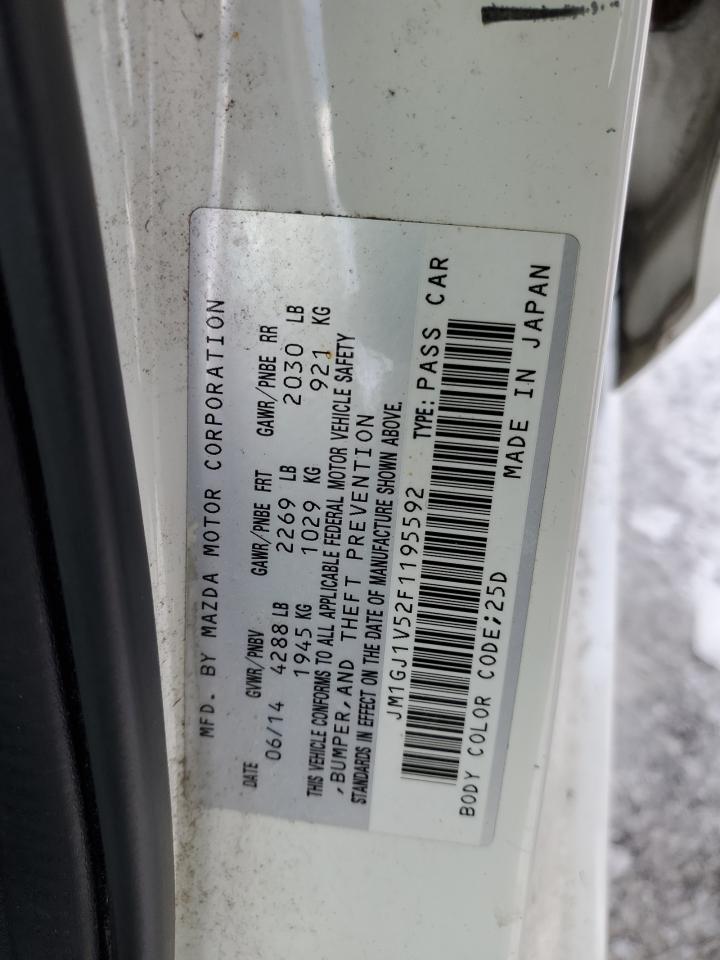 MFD. BY MAZDA MOTOR CORPORATION
DATE GVWR/PNBV GAWR/PNBE FRT GAWR/PNBE RR
06/14 4288 LB 2269 LB 2030 LB
1945 KG 1029 KG 921 KG
THIS VEHICLE CONFORMS TO ALL APPLICABLE FEDERAL MOTOR VEHICLE SAFETY
,BUMPER,AND THEFT PREVENTION
STANDARDS IN EFFECT ON THE DATE OF MANUFACTURE SHOWN ABOVE.
JM1GJ1V52F1195592 TYPE: PASS CAR
BODY COLOR CODE;25D MADE IN JAPAN